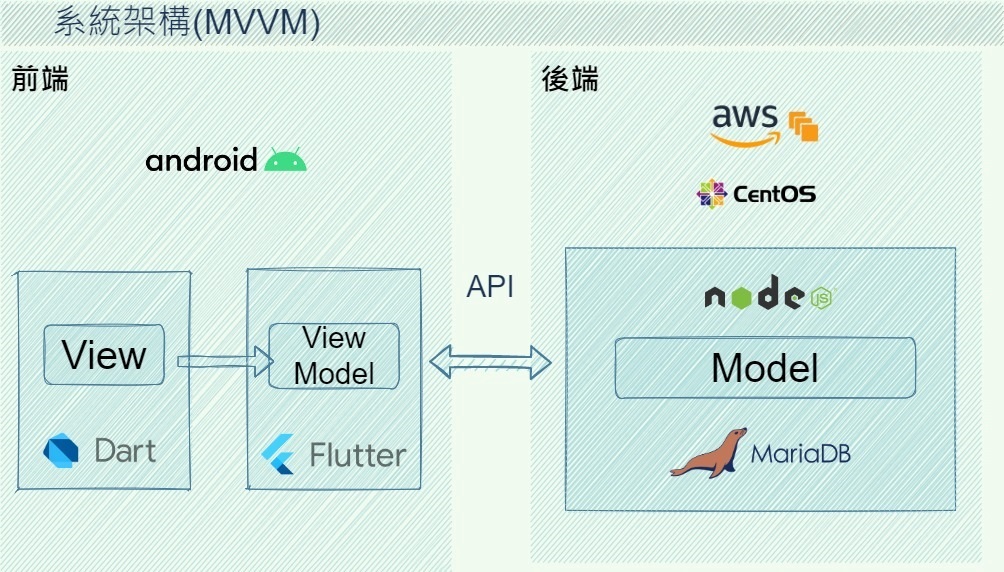 系統架構(MVVM)
前端
android
View
View
Model
Dart
Flutter
API
後端
aws
CentOS
node
JS
Model
MariaDB